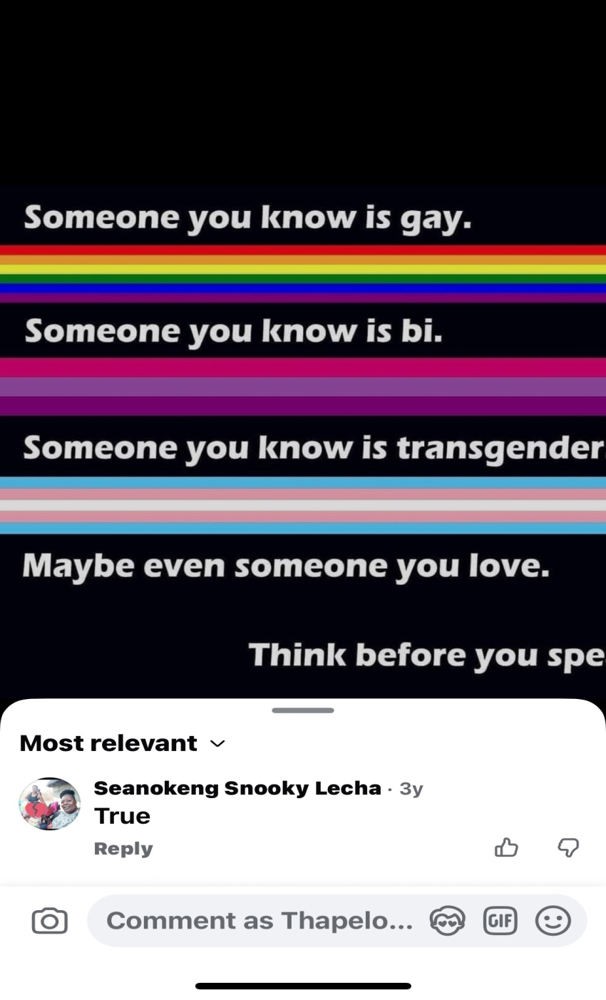 Someone you know is gay.
Someone you know is bi.
Someone you know is transgender
Maybe even someone you love.
Think before you spe
Most relevant
Seanokeng Snooky Lecha · 3y
True
Reply
Comment as Thapelo...
GIF